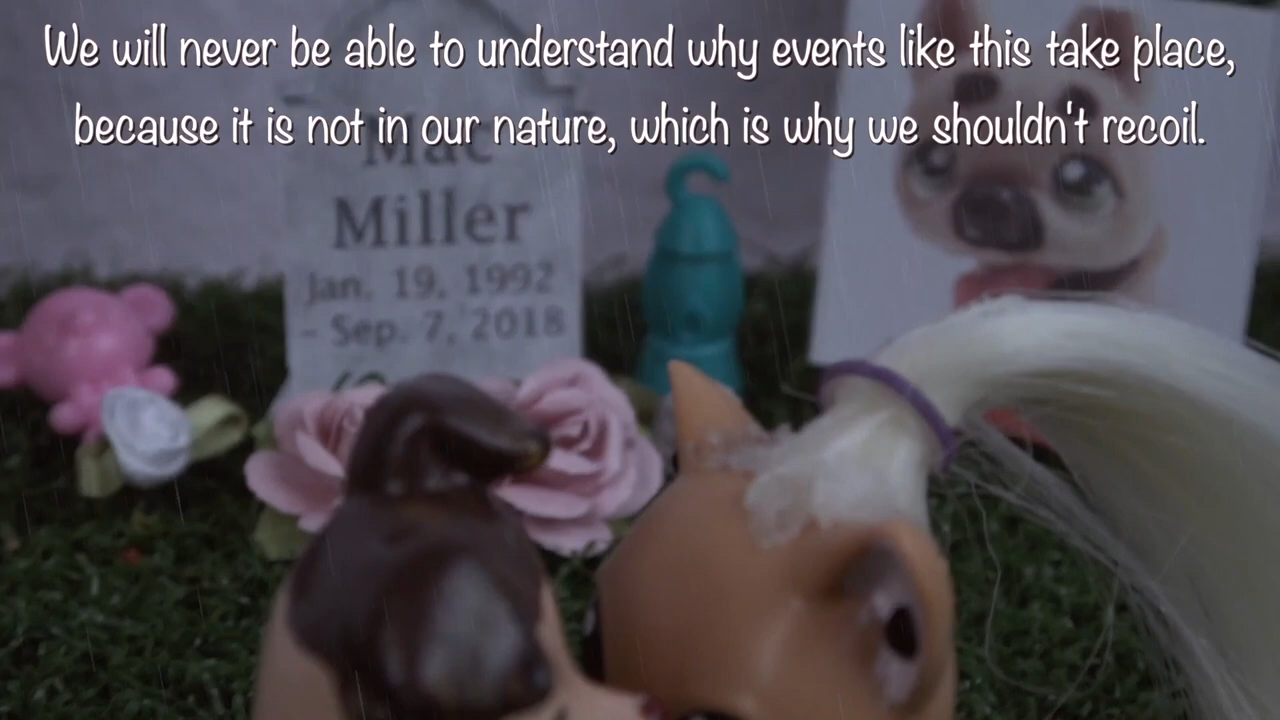 We will never be able to understand why events like this take place,
because it is not in our nature, which is why we shouldn't recoil.
Mac
Miller
Jan. 19, 1992
- Sep. 7, 2018